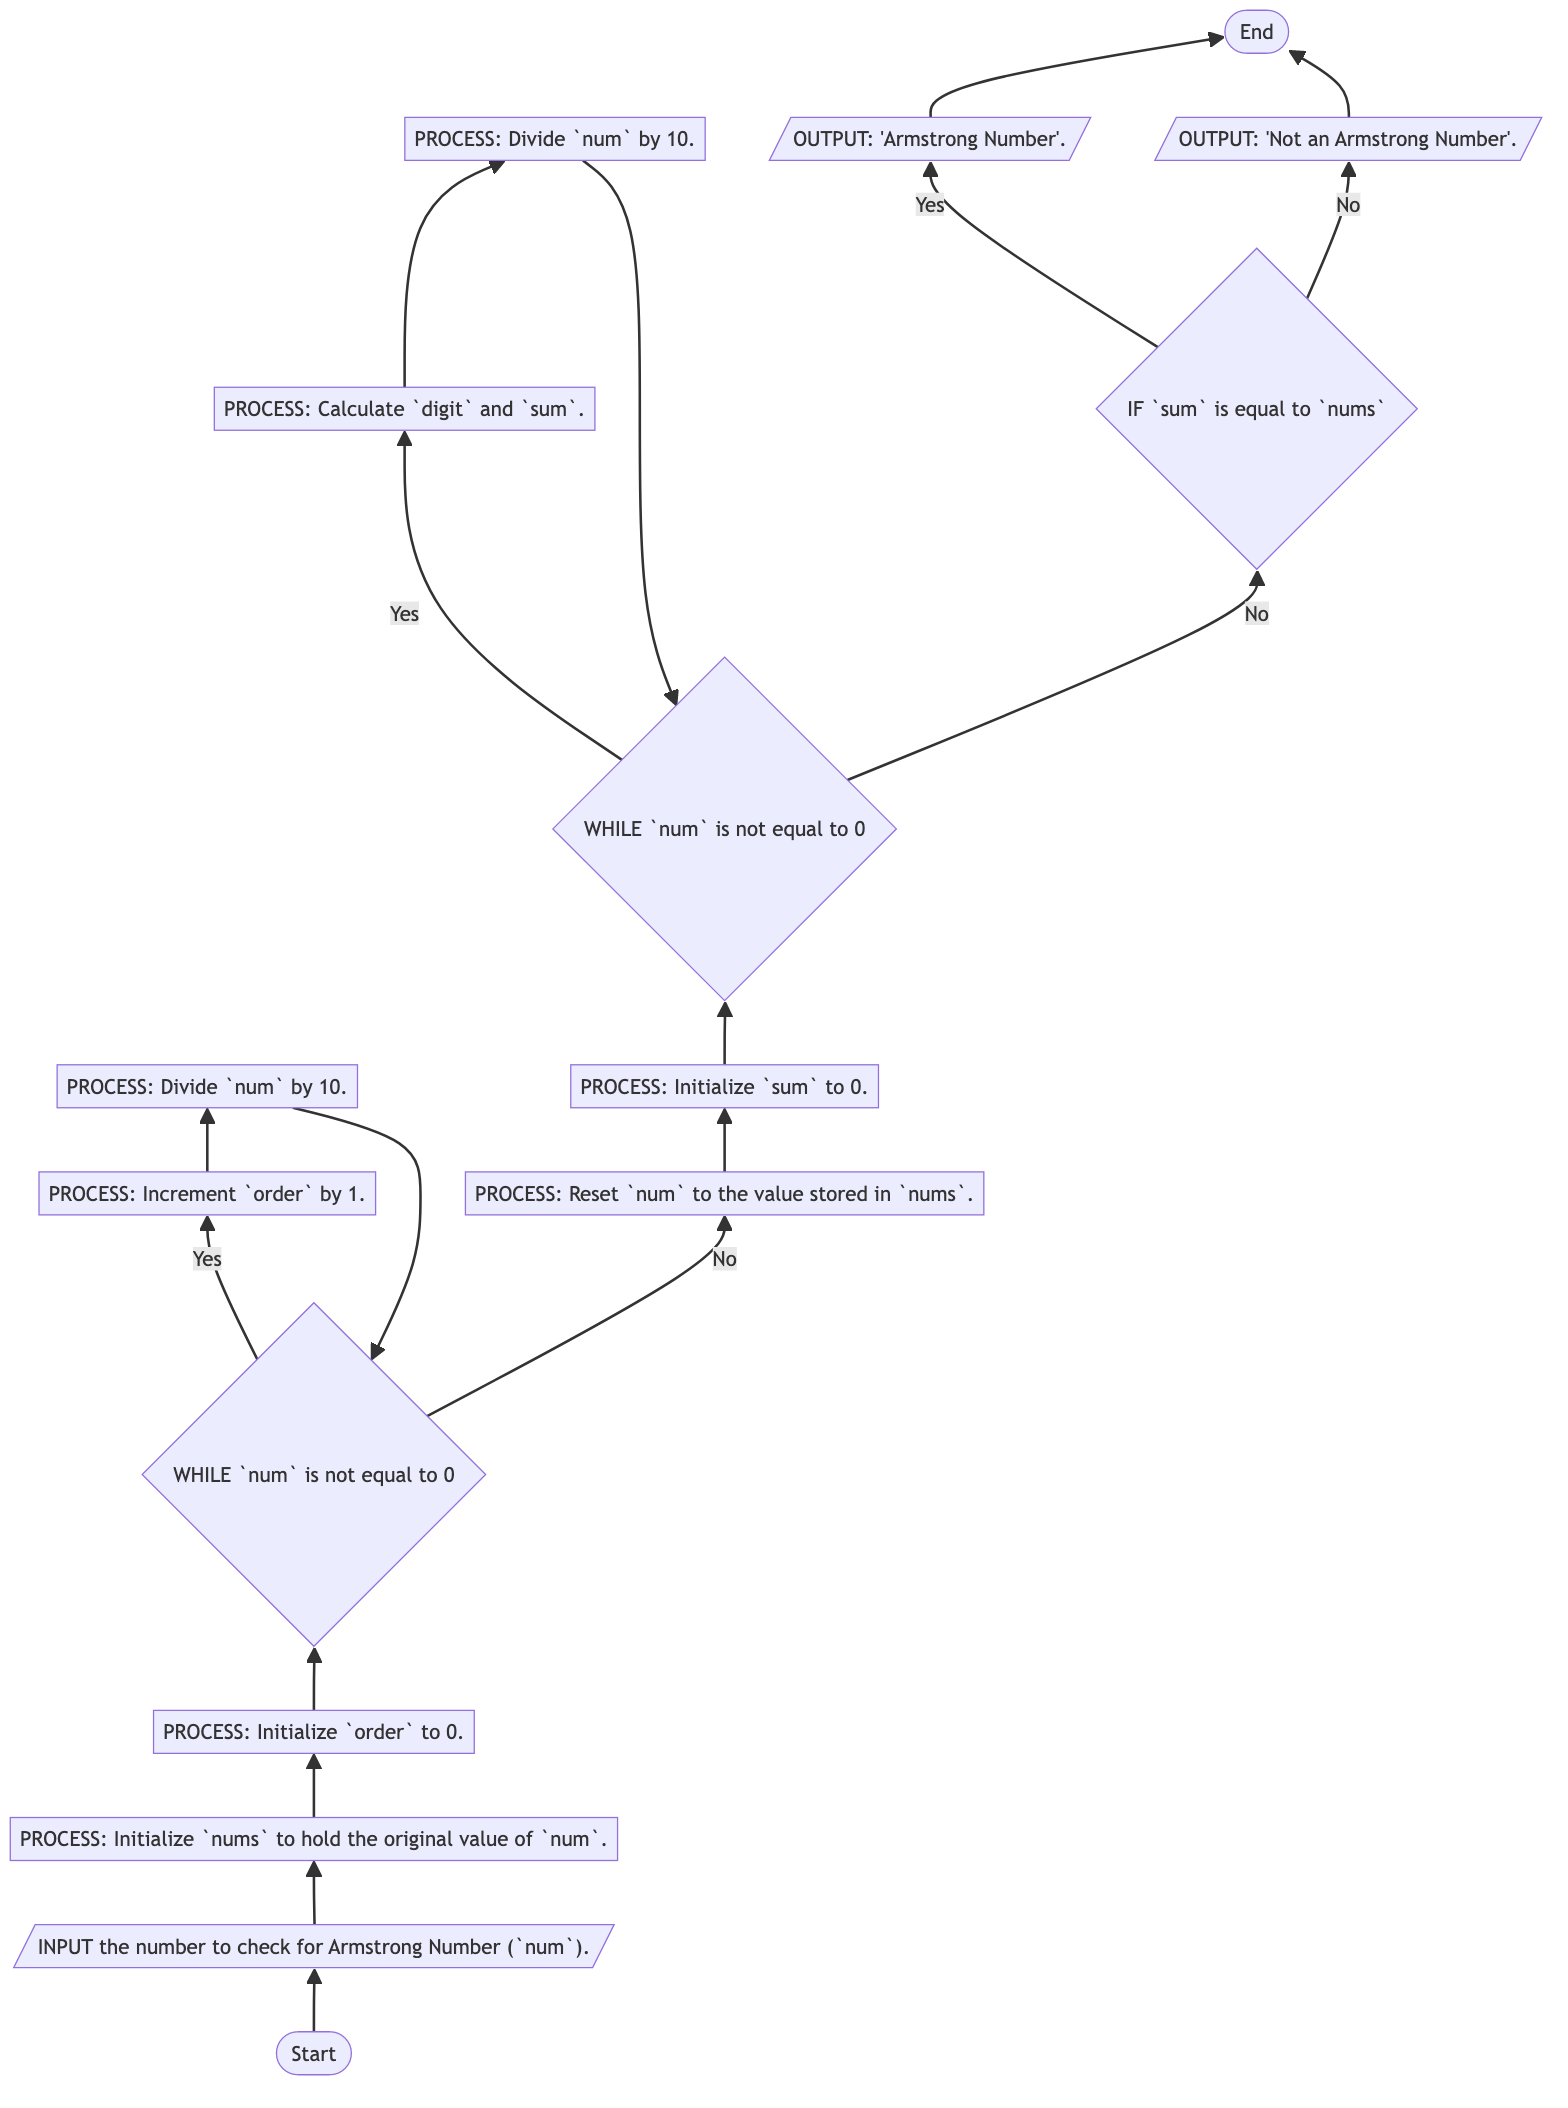 End
PROCESS: Divide `num` by 10.
OUTPUT: 'Armstrong Number'.
OUTPUT: 'Not an Armstrong Number'.
Yes
No
PROCESS: Calculate `digit` and `sum`.
IF `sum` is equal to `nums`
Yes
No
WHILE `num` is not equal to 0
PROCESS: Divide `num` by 10.
PROCESS: Initialize `sum` to 0.
PROCESS: Increment `order` by 1.
PROCESS: Reset `num` to the value stored in `nums`.
Yes
No
WHILE `num` is not equal to 0
PROCESS: Initialize `order` to 0.
PROCESS: Initialize `nums` to hold the original value of `num`.
INPUT the number to check for Armstrong Number (`num`).
Start